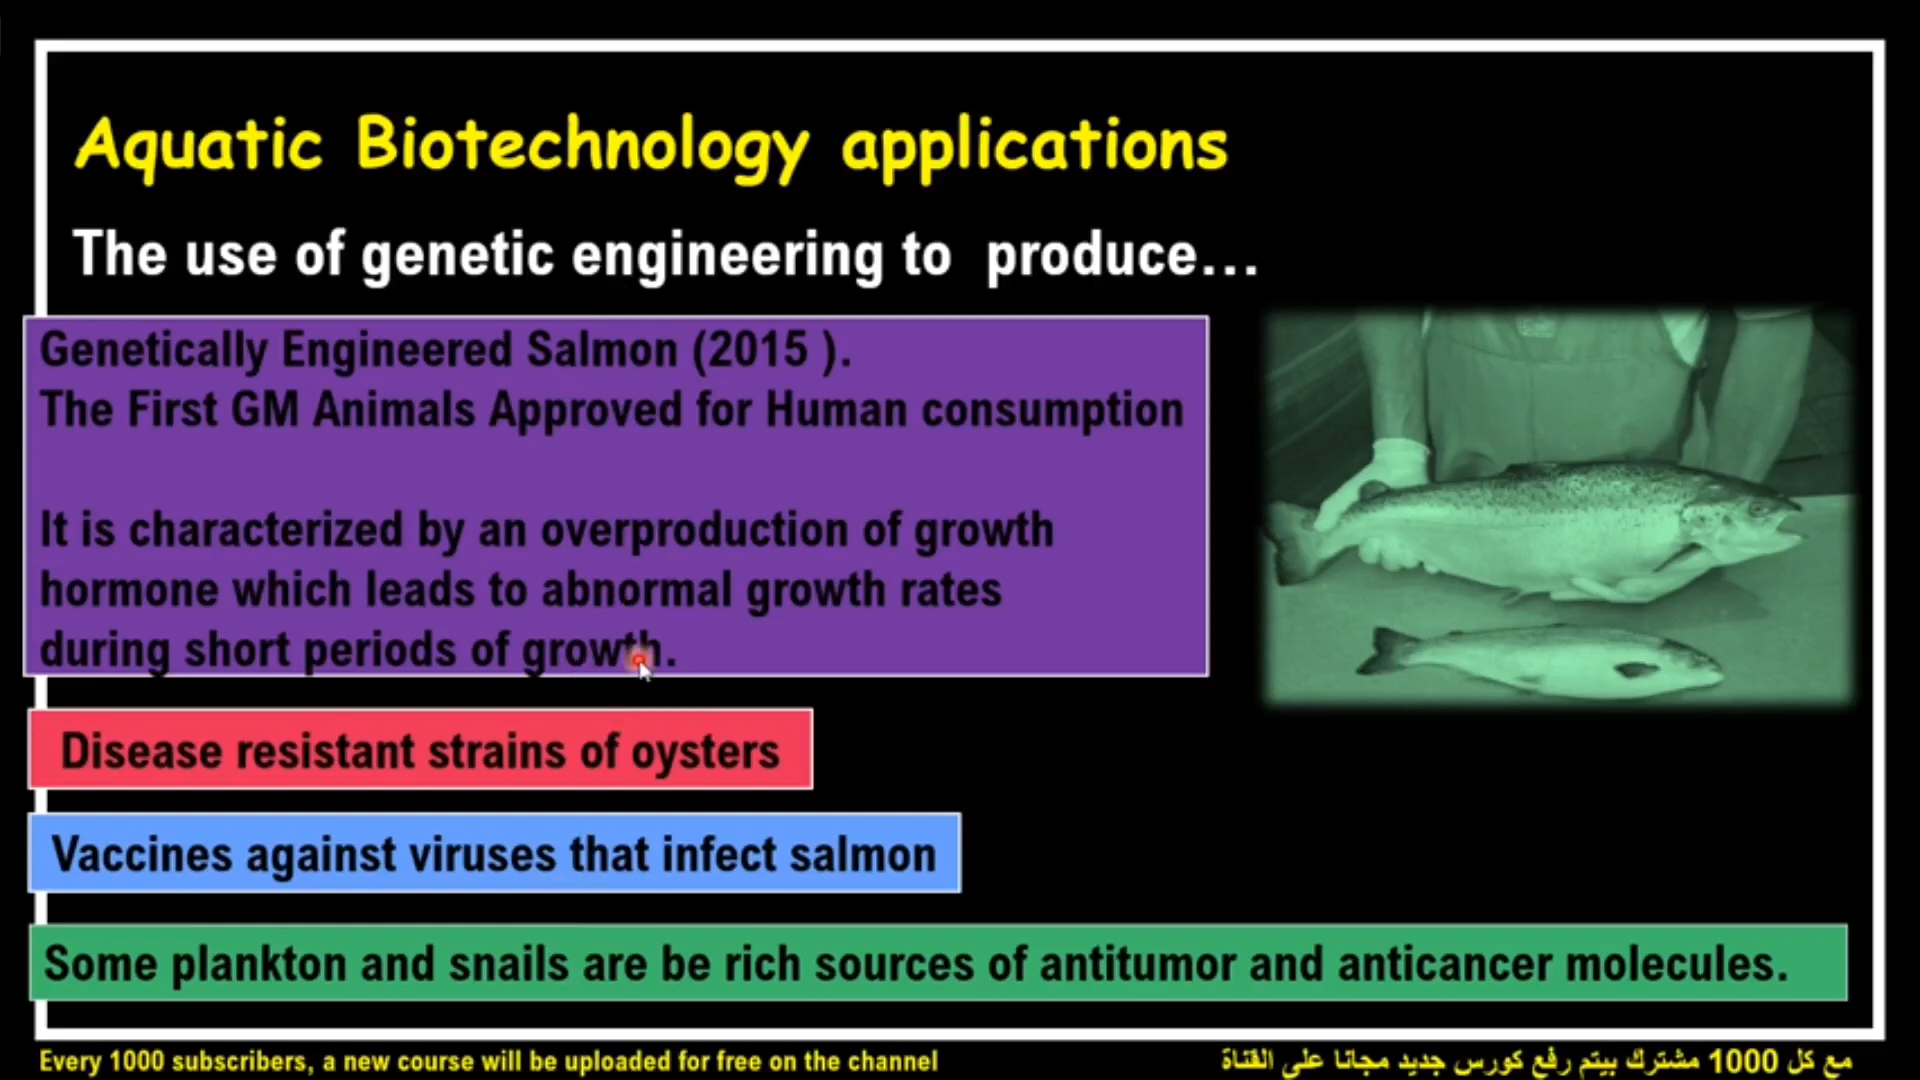 Aquatic Biotechnology applications
The use of genetic engineering to produce...
Genetically Engineered Salmon (2015 ).
The First GM Animals Approved for Human consumption
It is characterized by an overproduction of growth
hormone which leads to abnormal growth rates
during short periods of growth.
Disease resistant strains of oysters
Vaccines against viruses that infect salmon
Some plankton and snails are be rich sources of antitumor and anticancer molecules.
Every 1000 subscribers, a new course will be uploaded for free on the channel
مع كل 1000 مشترك بيتم رفع كورس جديد مجانا على القناة